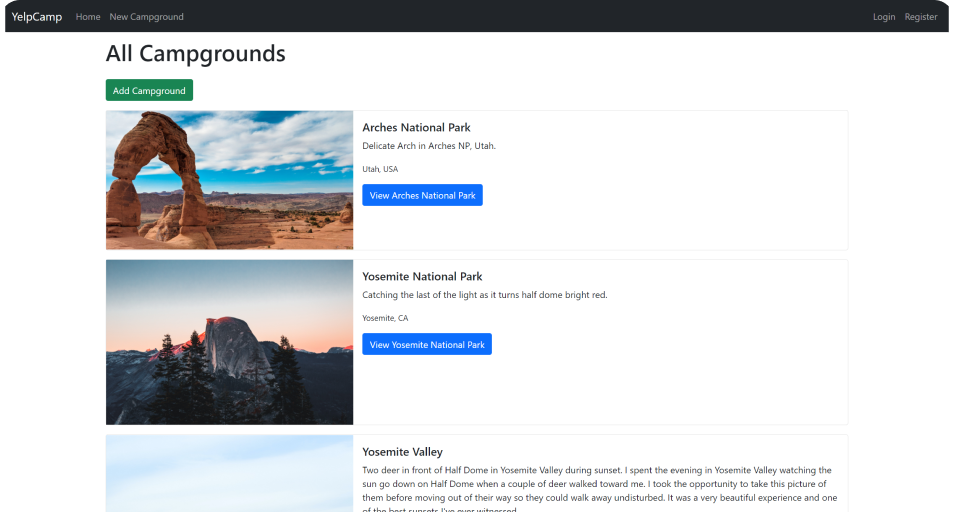 YelpCamp Home New Campground Login Register
All Campgrounds
Add Campground
Arches National Park
Delicate Arch in Arches NP, Utah.
Utah, USA
View Arches National Park
Yosemite National Park
Catching the last of the light as it turns half dome bright red.
Yosemite, CA
View Yosemite National Park
Yosemite Valley
Two deer in front of Half Dome in Yosemite Valley during sunset. I spent the evening in Yosemite Valley watching the
sun go down on Half Dome when a couple of deer walked toward me. I took the opportunity to take this picture of
them before moving out of their way so they could walk away undisturbed. It was a very beautiful experience and one
of the best sunsets I've ever witnessed.